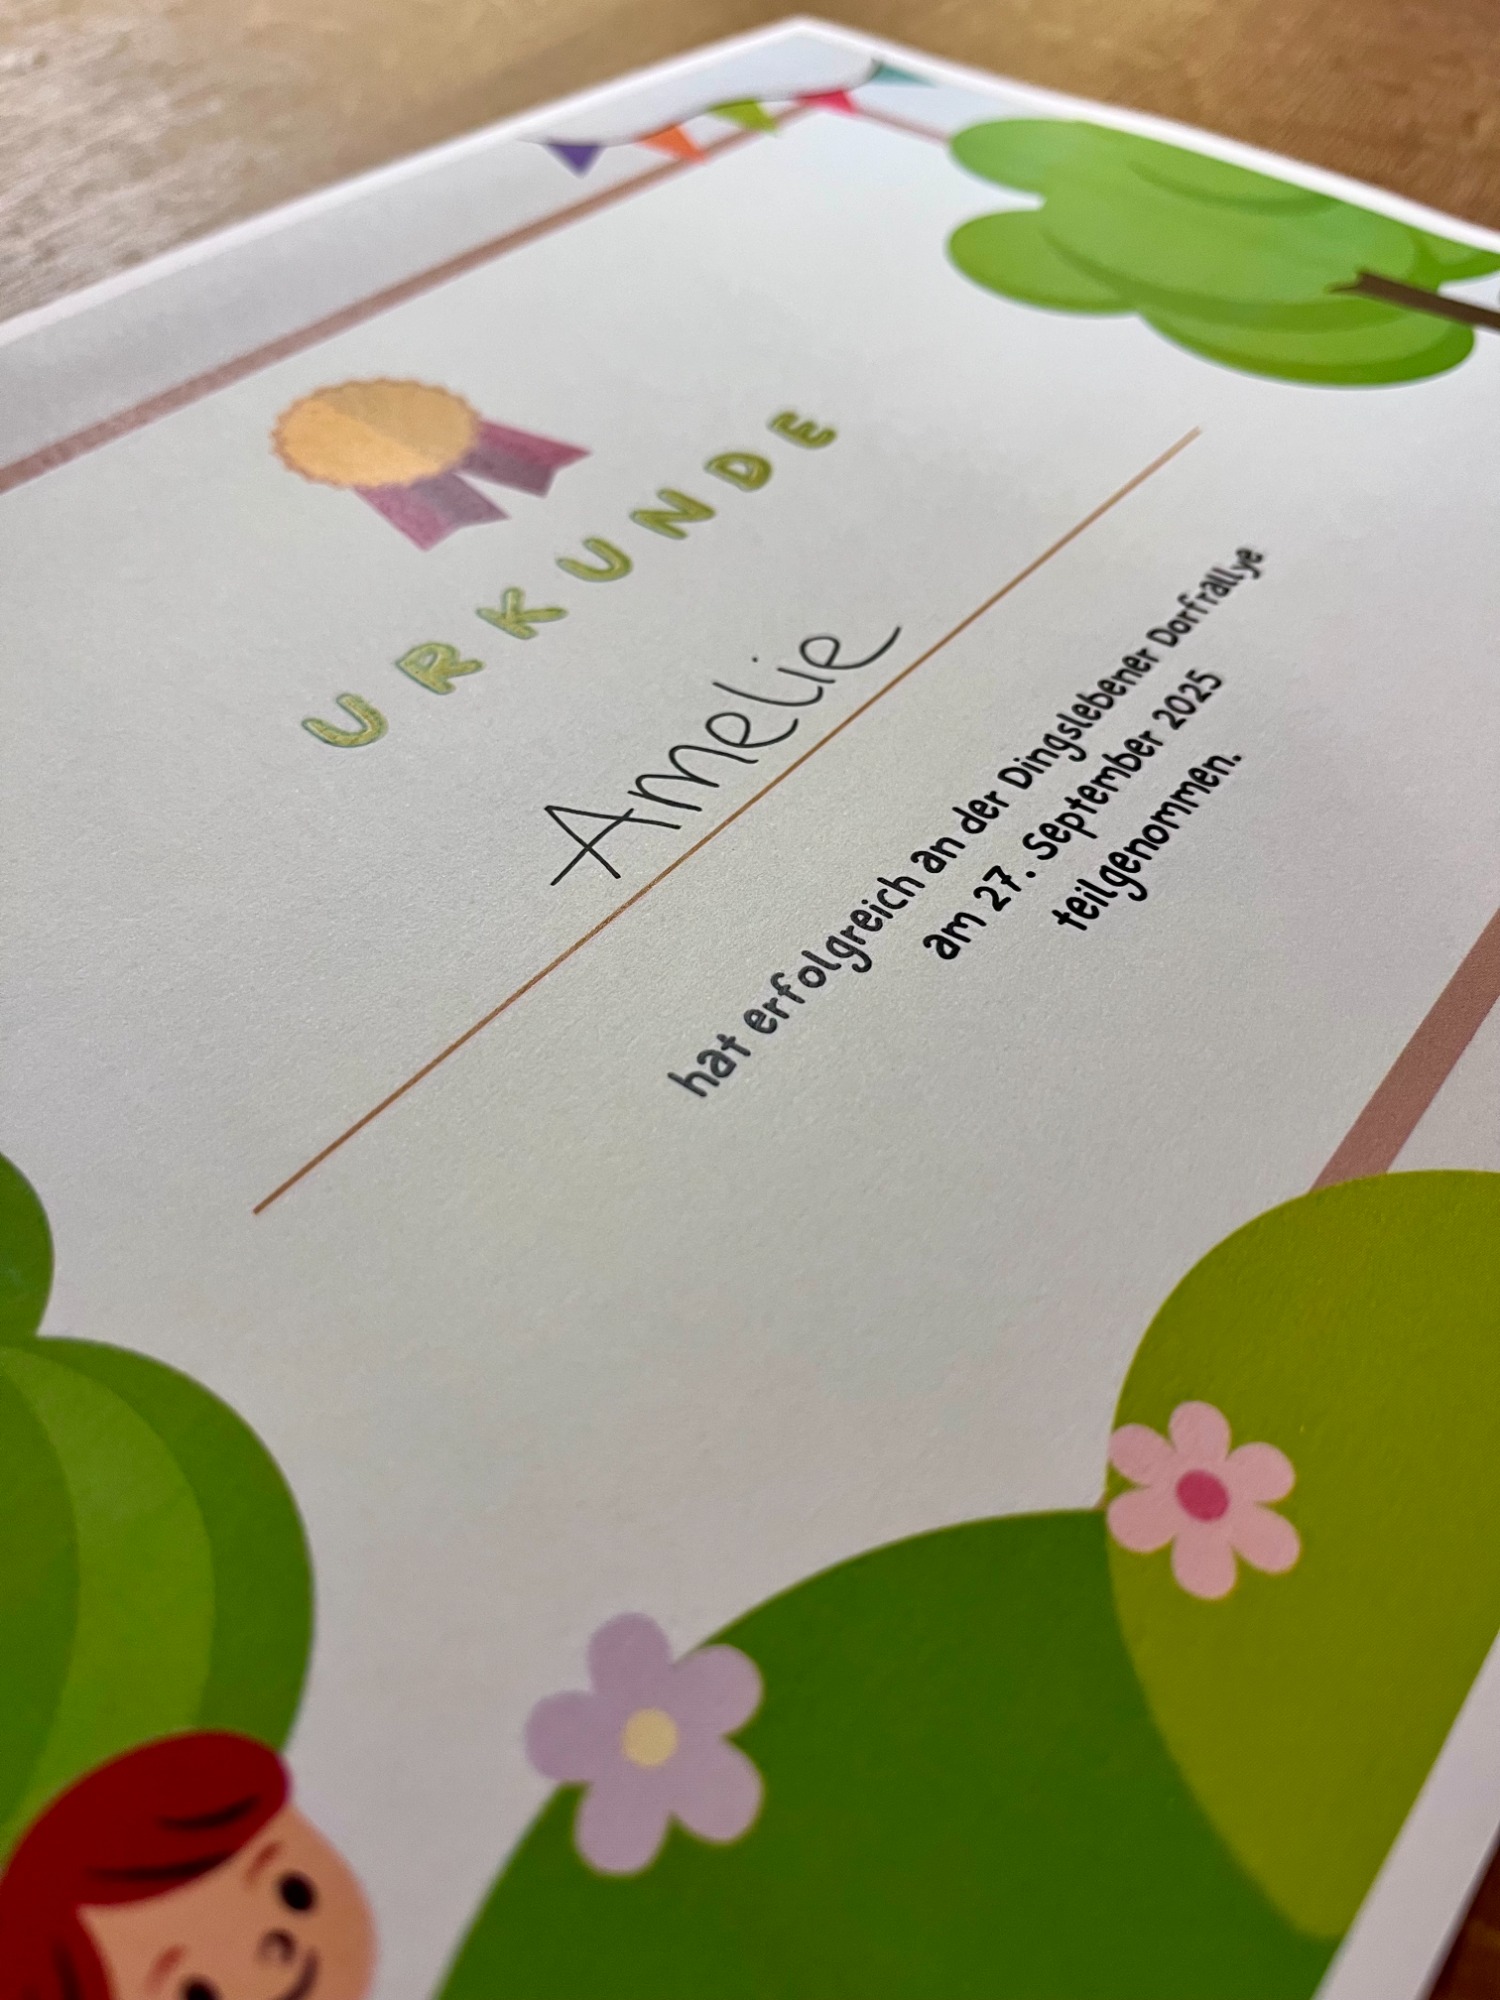 URKUNDE
Amelie
hat erfolgreich an der Dingslebener Dorfrallye
am 27. September 2025
teilgenommen.